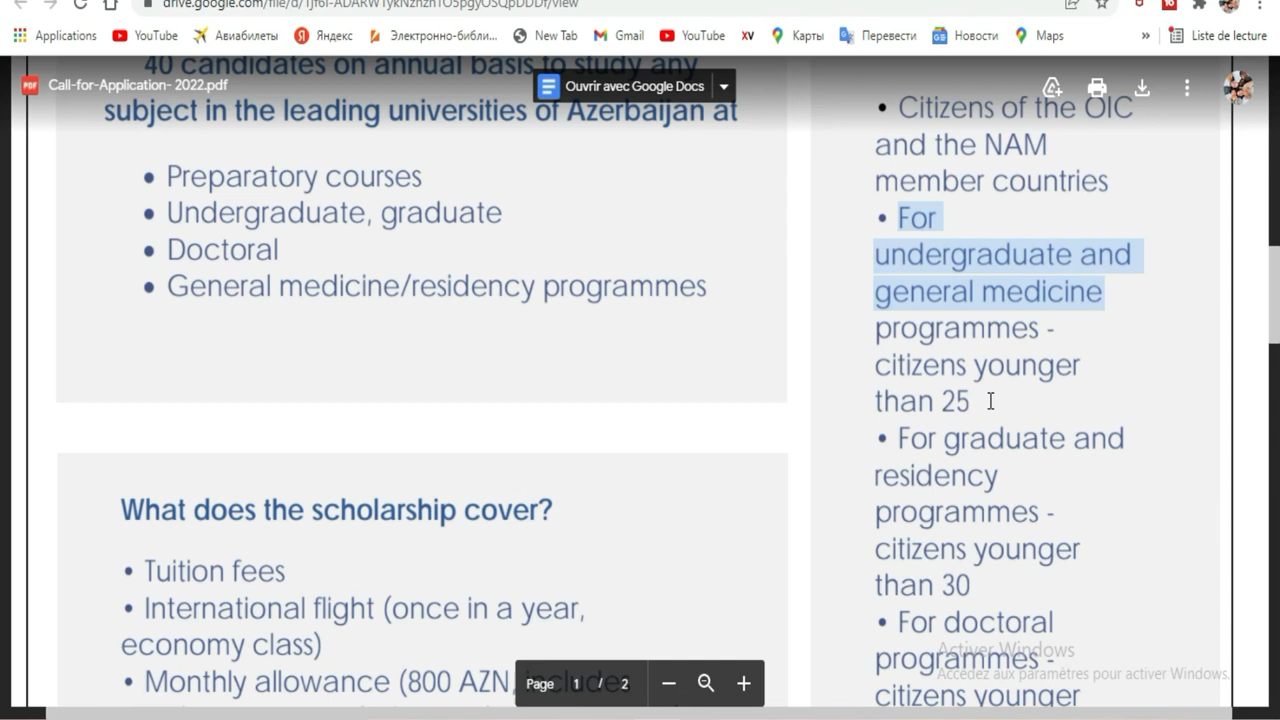 drive.google.com/file/d/
Applications
YouTube
Авиабилеты
Яндекс
Электронно-библи...
New Tab
Gmail
YouTube
XV
Карты
Перевести
Новости
Maps
»
Liste de lecture
PDF
Call-for-Application- 2022.pdf
Ouvrir avec Google Docs
40 candidates on annual basis to study any
subject in the leading universities of Azerbaijan at
• Preparatory courses
• Undergraduate, graduate
• Doctoral
• General medicine/residency programmes
What does the scholarship cover?
• Tuition fees
• International flight (once in a year,
economy class)
• Monthly allowance (800 AZN, includes
• Citizens of the OIC
and the NAM
member countries
• For
undergraduate and
general medicine
programmes -
citizens younger
than 25
• For graduate and
residency
programmes -
citizens younger
than 30
• For doctoral
programmes -
citizens younger
Page 1 / 2
Activer Windows
Accédez aux paramètres pour activer Windows.